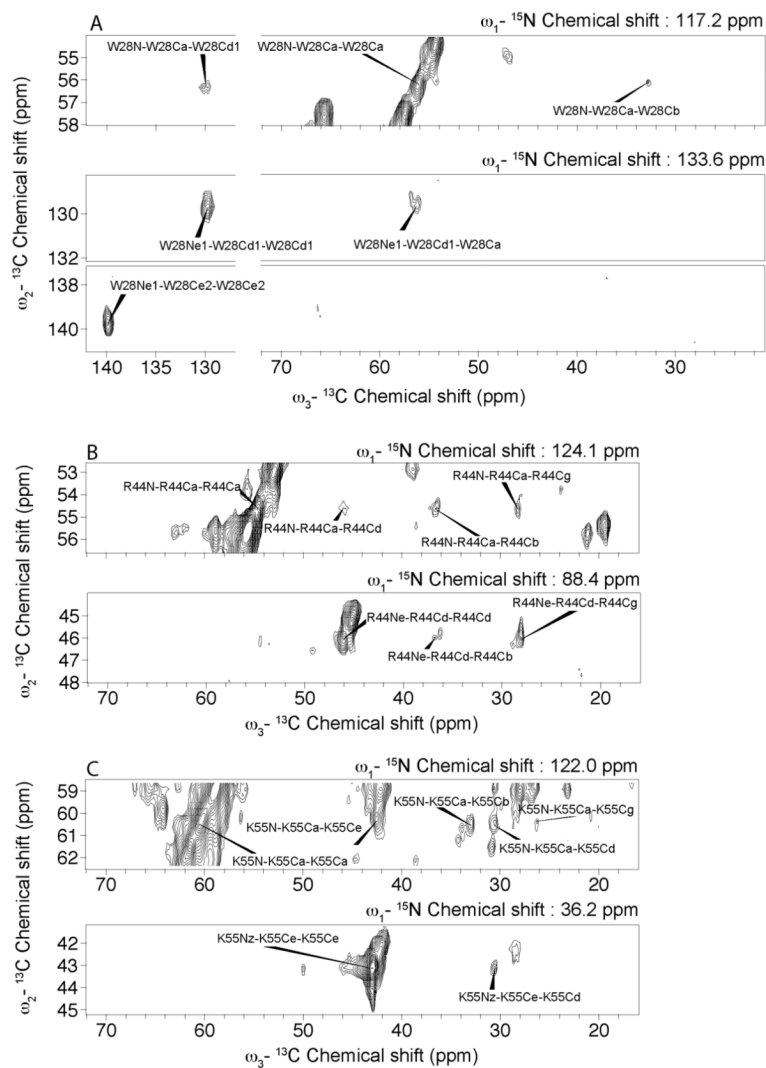 A
ω1- 15N Chemical shift : 117.2 ppm
W28N-W28Ca-W28Cd1
W28N-W28Ca-W28Ca
W28N-W28Ca-W28Cb
55
56
57
58
ω1- 15N Chemical shift : 133.6 ppm
W28Ne1-W28Cd1-W28Cd1
W28Ne1-W28Cd1-W28Ca
130
132
W28Ne1-W28Ce2-W28Ce2
138
140
ω2- 13C Chemical shift (ppm)
140 135 130 70 60 50 40 30
ω3- 13C Chemical shift (ppm)
B
ω1- 15N Chemical shift : 124.1 ppm
R44N-R44Ca-R44Ca
R44N-R44Ca-R44Cg
R44N-R44Ca-R44Cd
R44N-R44Ca-R44Cb
53
54
55
56
ω1- 15N Chemical shift : 88.4 ppm
R44Ne-R44Cd-R44Cd
R44Ne-R44Cd-R44Cg
R44Ne-R44Cd-R44Cb
45
46
47
48
ω2- 13C Chemical shift (ppm)
70 60 50 40 30 20
ω3- 13C Chemical shift (ppm)
C
ω1- 15N Chemical shift : 122.0 ppm
K55N-K55Ca-K55Cb
K55N-K55Ca-K55Cg
K55N-K55Ca-K55Ce
K55N-K55Ca-K55Cd
K55N-K55Ca-K55Ca
59
60
61
62
70 60 50 40 30 20
ω1- 15N Chemical shift : 36.2 ppm
K55Nz-K55Ce-K55Ce
K55Nz-K55Ce-K55Cd
42
43
44
45
ω2- 13C Chemical shift (ppm)
70 60 50 40 30 20
ω3- 13C Chemical shift (ppm)